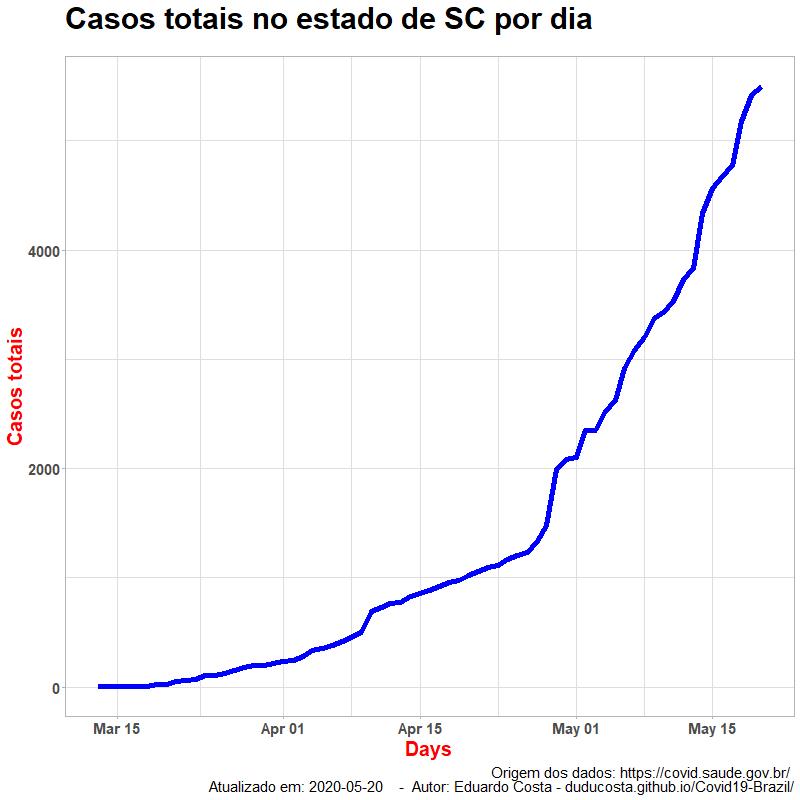 Casos totais no estado de SC por dia
Casos totais
4000
2000
0
Mar 15
Apr 01
Apr 15
May 01
May 15
Days
Origem dos dados: https://covid.saude.gov.br/
Atualizado em: 2020-05-20 - Autor: Eduardo Costa - duducosta.github.io/Covid19-Brazil/